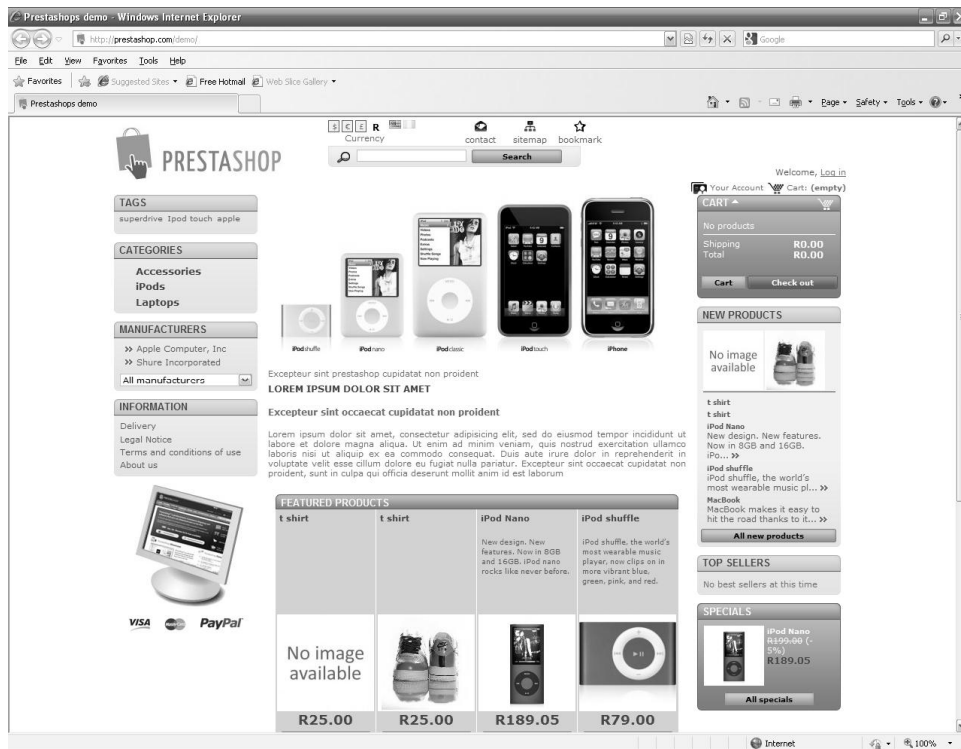 Prestashops demo - Windows Internet Explorer
http://prestashop.com/demo/
Google
File Edit View Favorites Tools Help
Favorites Suggested Sites Free Hotmail Web Slice Gallery
Prestashops demo
Page Safety Tools
PRESTASHOP
$ € £ R
Currency
contact sitemap bookmark
Search
Welcome, Log in
Your Account Cart: (empty)
TAGS
superdrive Ipod touch apple
CATEGORIES
Accessories
iPods
Laptops
MANUFACTURERS
» Apple Computer, Inc
» Shure Incorporated
All manufacturers
INFORMATION
Delivery
Legal Notice
Terms and conditions of use
About us
VISA
PayPal
iPod shuffle iPod nano iPod classic iPod touch iPhone
Excepteur sint prestashop cupidatat non proident
LOREM IPSUM DOLOR SIT AMET
Excepteur sint occaecat cupidatat non proident
Lorem ipsum dolor sit amet, consectetur adipisicing elit, sed do eiusmod tempor incididunt ut
labore et dolore magna aliqua. Ut enim ad minim veniam, quis nostrud exercitation ullamco
laboris nisi ut aliquip ex ea commodo consequat. Duis aute irure dolor in reprehenderit in
voluptate velit esse cillum dolore eu fugiat nulla pariatur. Excepteur sint occaecat cupidatat non
proident, sunt in culpa qui officia deserunt mollit anim id est laborum
FEATURED PRODUCTS
t shirt
No image
available
R25.00
t shirt
R25.00
iPod Nano
New design. New
features. Now in 8GB
and 16GB. iPod nano
rocks like never before.
R189.05
iPod shuffle
iPod shuffle, the world's
most wearable music
player, now clips on in
more vibrant blue,
green, pink, and red.
R79.00
CART
No products
Shipping R0.00
Total R0.00
Cart Check out
NEW PRODUCTS
No image
available
t shirt
t shirt
iPod Nano
New design. New features.
Now in 8GB and 16GB.
iPo... »
iPod shuffle
iPod shuffle, the world's
most wearable music pl... »
MacBook
MacBook makes it easy to
hit the road thanks to it... »
All new products
TOP SELLERS
No best sellers at this time
SPECIALS
iPod Nano
R199.00 (-
5%)
R189.05
All specials
Internet 100%